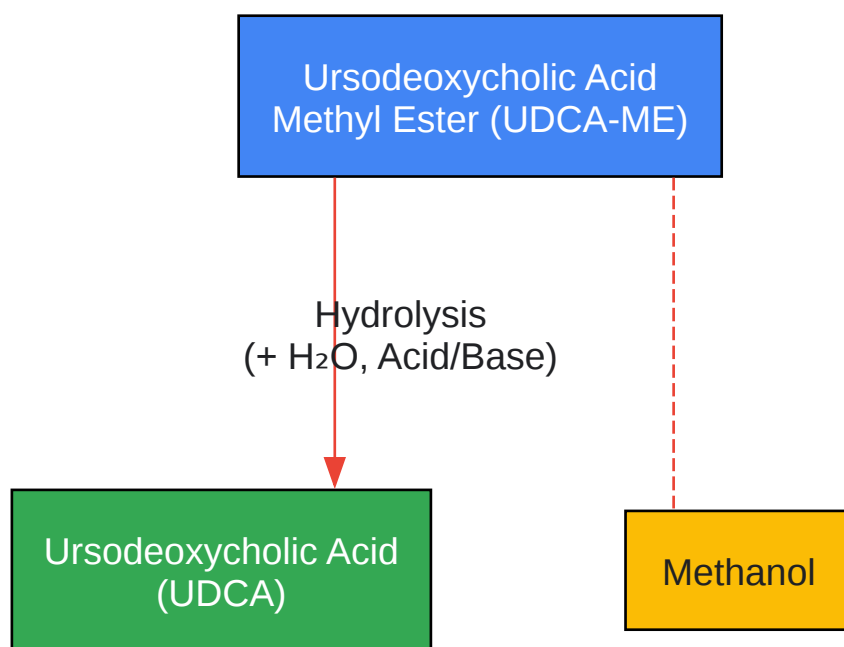 Ursodeoxycholic Acid
Methyl Ester (UDCA-ME)
Hydrolysis
(+ H₂O, Acid/Base)
Ursodeoxycholic Acid
(UDCA)
Methanol